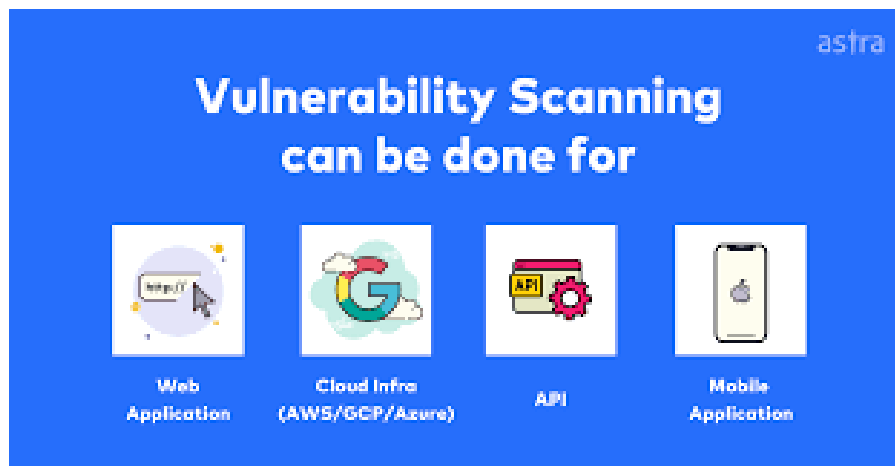 astra
Vulnerability Scanning
can be done for
http://
API
Web
Application
Cloud Infra
(AWS/GCP/Azure)
API
Mobile
Application